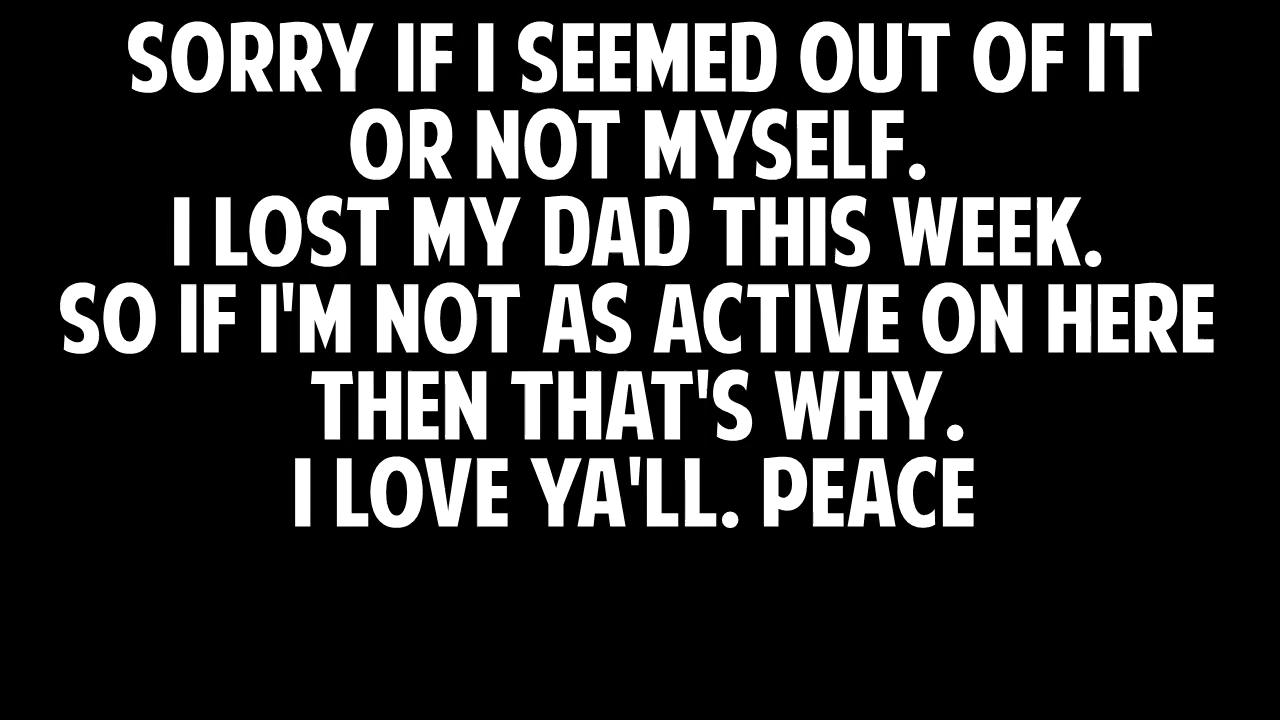 SORRY IF I SEEMED OUT OF IT
OR NOT MYSELF.
I LOST MY DAD THIS WEEK.
SO IF I'M NOT AS ACTIVE ON HERE
THEN THAT'S WHY.
I LOVE YA'LL. PEACE